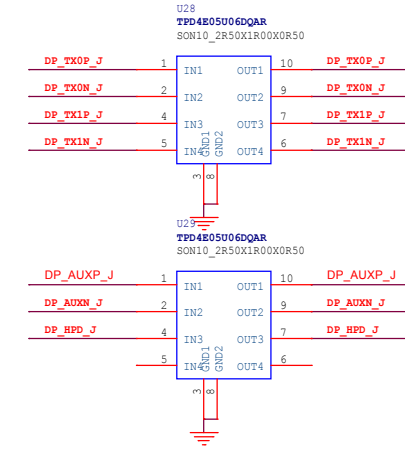 U28
TPD4E05U06DQAR
SON10_2R50X1R00X0R50
DP_TX0P_J 1 IN1 OUT1 10 DP_TX0P_J
DP_TX0N_J 2 IN2 OUT2 9 DP_TX0N_J
DP_TX1P_J 4 IN3 OUT3 7 DP_TX1P_J
DP_TX1N_J 5 IN4 OUT4 6 DP_TX1N_J
GND1 GND2
3 8
U29
TPD4E05U06DQAR
SON10_2R50X1R00X0R50
DP_AUXP_J 1 IN1 OUT1 10 DP_AUXP_J
DP_AUXN_J 2 IN2 OUT2 9 DP_AUXN_J
DP_HPD_J 4 IN3 OUT3 7 DP_HPD_J
5 IN4 OUT4 6
GND1 GND2
3 8